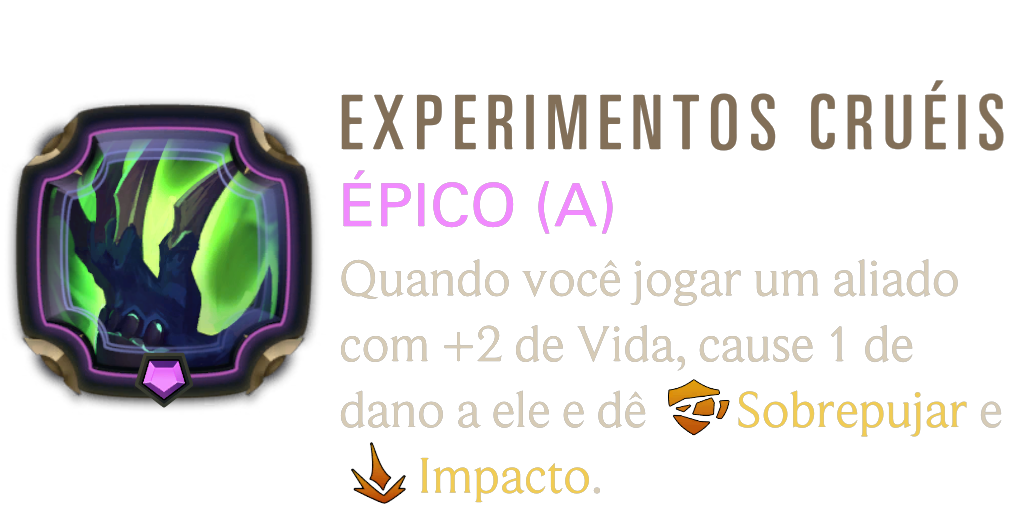 EXPERIMENTOS CRUÉIS
ÉPICO (A)
Quando você jogar um aliado
com +2 de Vida, cause 1 de
dano a ele e dê Sobrepujar e
Impacto.